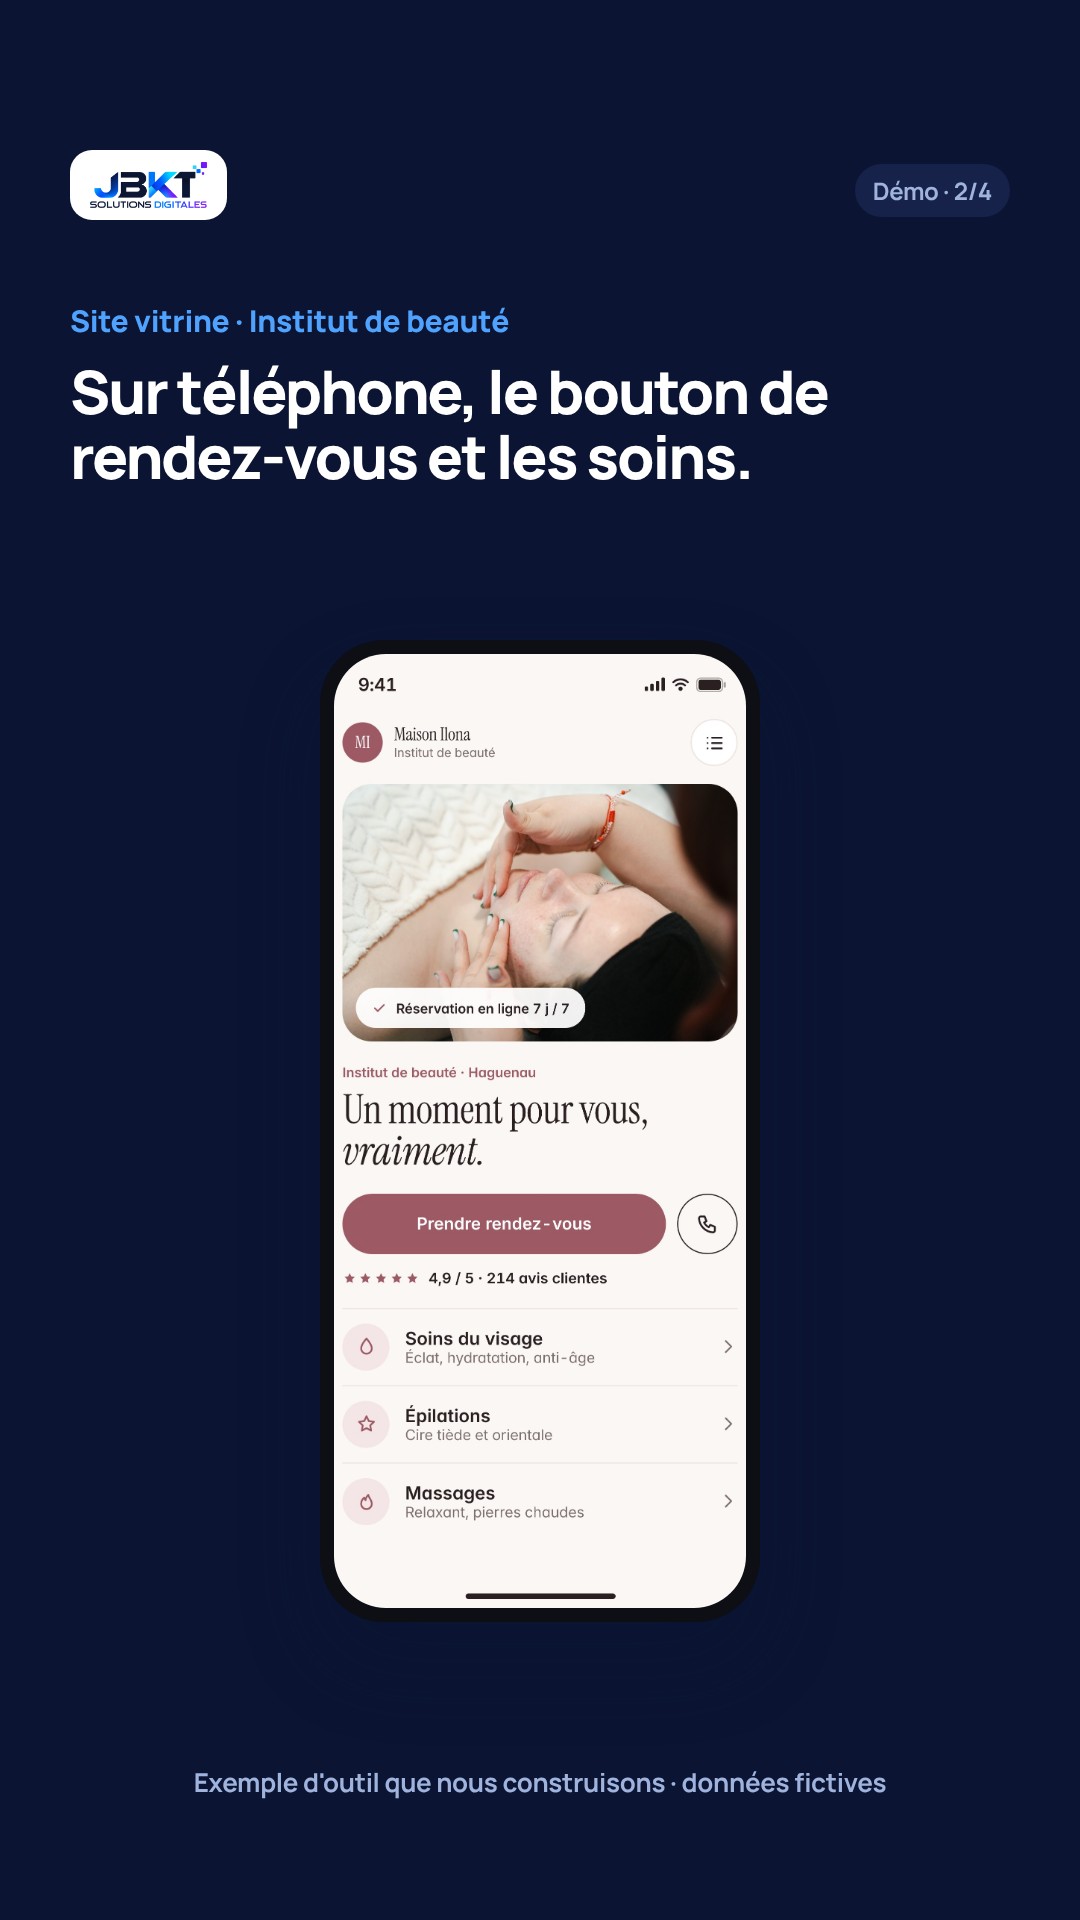 JBKT
SOLUTIONS DIGITALES
Démo · 2/4
Site vitrine · Institut de beauté
Sur téléphone, le bouton de
rendez-vous et les soins.
9:41
MI
Maison Ilona
Institut de beauté
Réservation en ligne 7 j / 7
Institut de beauté · Haguenau
Un moment pour vous,
vraiment.
Prendre rendez-vous
4,9 / 5 · 214 avis clientes
Soins du visage
Éclat, hydratation, anti-âge
Épilations
Cire tiède et orientale
Massages
Relaxant, pierres chaudes
Exemple d'outil que nous construisons · données fictives